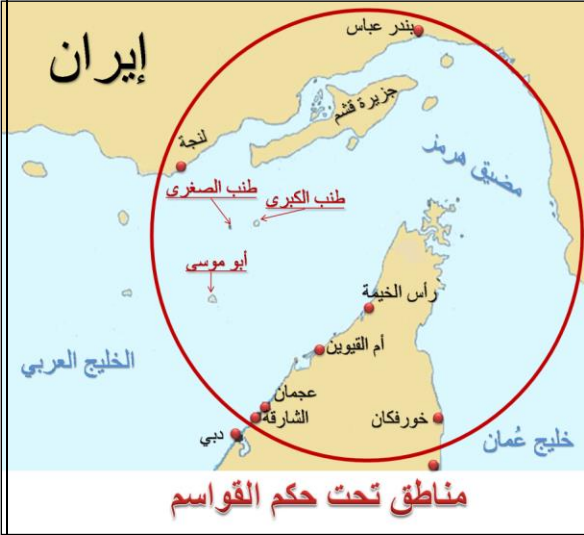 بندر عباس
إيران
جزيرة قشم
لنجة
مضيق هرمز
طنب الصغرى
طنب الكبرى
أبو موسى
رأس الخيمة
أم القيوين
الخليج العربي
عجمان
الشارقة
خورفكان
دبي
خليج عُمان
مناطق تحت حكم القواسم